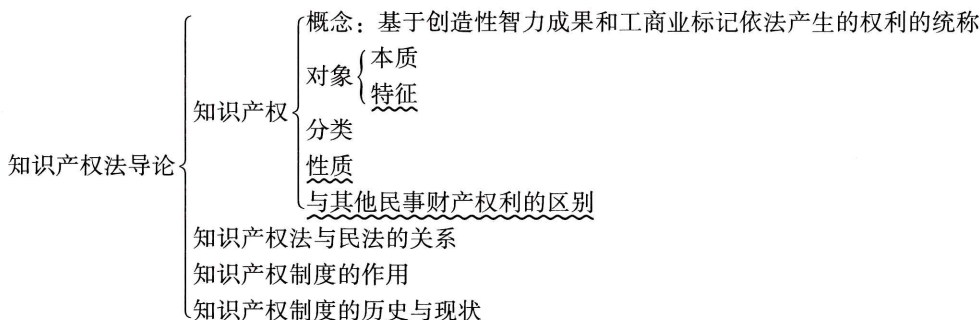 概念：基于创造性智力成果和工商业标记依法产生的权利的统称
本质
对象
特征
知识产权
分类
知识产权法导论
性质
与其他民事财产权利的区别
知识产权法与民法的关系
知识产权制度的作用
知识产权制度的历史与现状